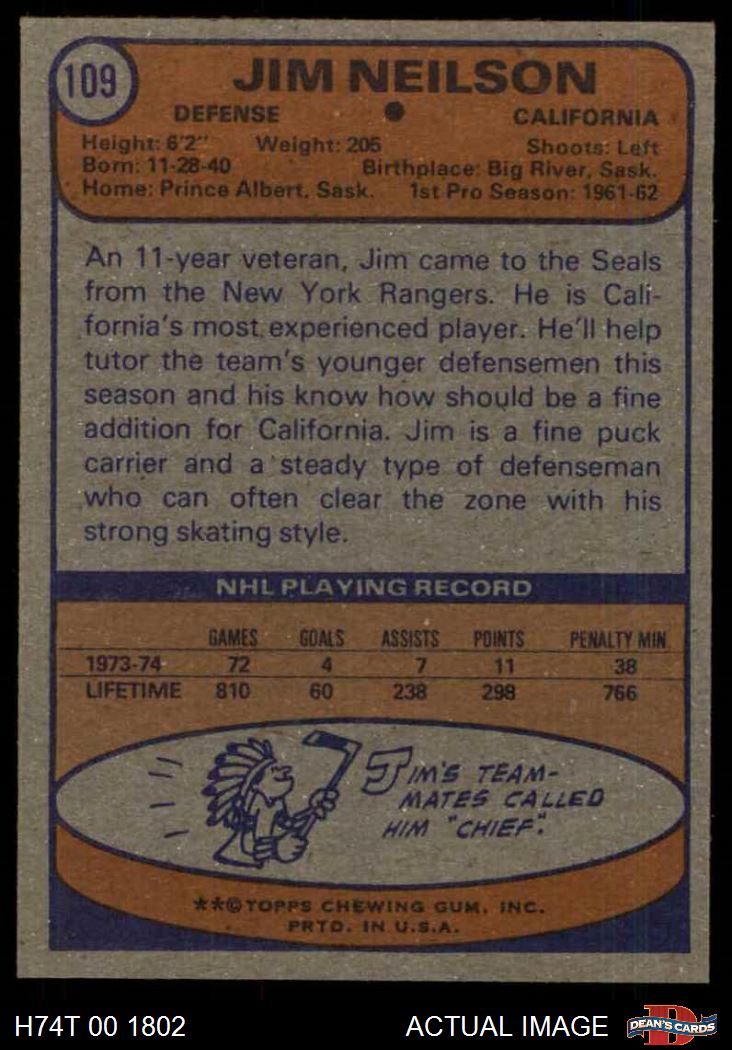 109
JIM NEILSON
DEFENSE • CALIFORNIA
Height: 6'2" Weight: 205 Shoots: Left
Born: 11-28-40 Birthplace: Big River, Sask.
Home: Prince Albert, Sask. 1st Pro Season: 1961-62
An 11-year veteran, Jim came to the Seals
from the New York Rangers. He is Cali-
fornia's most experienced player. He'll help
tutor the team's younger defensemen this
season and his know how should be a fine
addition for California. Jim is a fine puck
carrier and a steady type of defenseman
who can often clear the zone with his
strong skating style.
NHL PLAYING RECORD
GAMES GOALS ASSISTS POINTS PENALTY MIN.
1973-74 72 4 7 11 38
LIFETIME 810 60 238 298 766
JIM'S TEAM-
MATES CALLED
HIM "CHIEF".
**©TOPPS CHEWING GUM, INC.
PRTD. IN U.S.A.
H74T 00 1802 ACTUAL IMAGE D DEAN'S CARDS